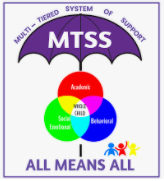 MULTI-TIERED SYSTEM OF SUPPORT
MTSS
Academic
WHOLE
CHILD
Social
Emotional
Behavioral
ALL MEANS ALL